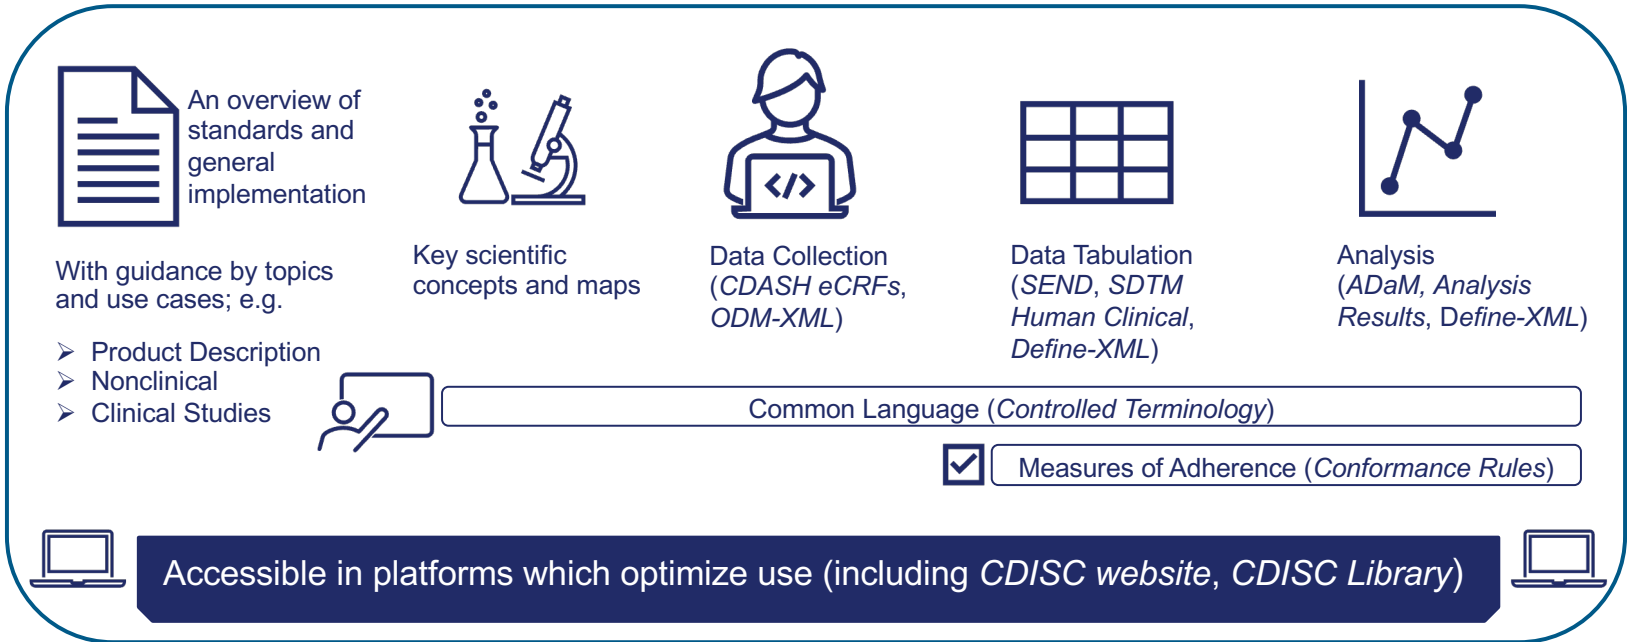 An overview of
standards and
general
implementation
With guidance by topics
and use cases; e.g.
➢ Product Description
➢ Nonclinical
➢ Clinical Studies
Key scientific
concepts and maps
</>
Data Collection
(CDASH eCRFs,
ODM-XML)
Data Tabulation
(SEND, SDTM
Human Clinical,
Define-XML)
Analysis
(ADaM, Analysis
Results, Define-XML)
Common Language (Controlled Terminology)
Measures of Adherence (Conformance Rules)
Accessible in platforms which optimize use (including CDISC website, CDISC Library)